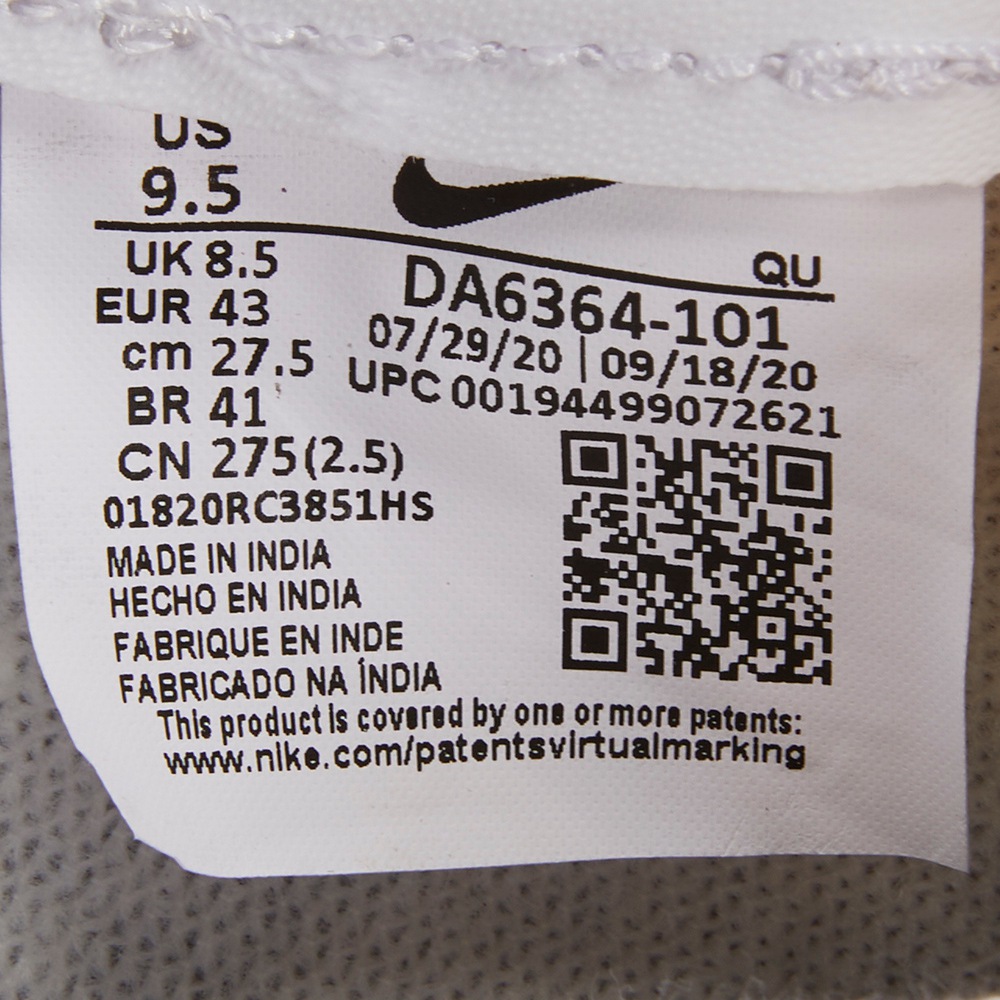 US
9.5
QU
UK 8.5
EUR 43
cm 27.5
BR 41
CN 275(2.5)
DA6364-101
07/29/20 | 09/18/20
UPC 00194499072621
01820RC3851HS
MADE IN INDIA
HECHO EN INDIA
FABRIQUE EN INDE
FABRICADO NA ÍNDIA
This product is covered by one or more patents:
www.nike.com/patentsvirtualmarking